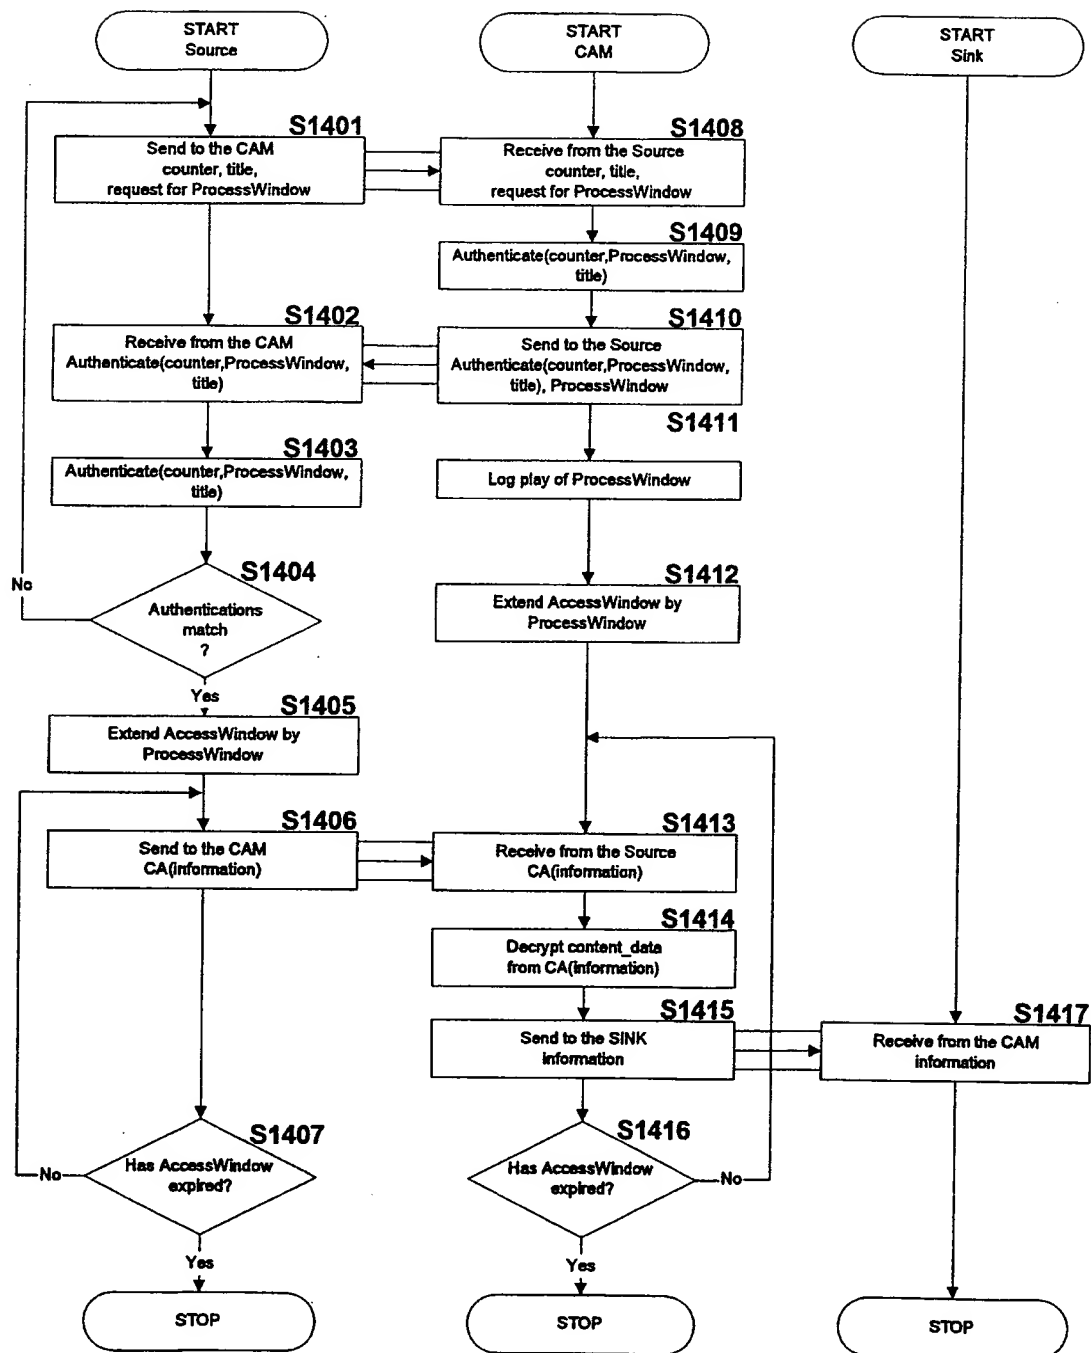 START
Source
START
CAM
START
Sink
S1401
Send to the CAM
counter, title,
request for ProcessWindow
S1408
Receive from the Source
counter, title,
request for ProcessWindow
S1409
Authenticate(counter,ProcessWindow,
title)
S1402
Receive from the CAM
Authenticate(counter,ProcessWindow,
title)
S1410
Send to the Source
Authenticate(counter,ProcessWindow,
title), ProcessWindow
S1411
Log play of ProcessWindow
S1403
Authenticate(counter,ProcessWindow,
title)
S1404
Authentications
match
?
No
Yes
S1412
Extend AccessWindow by
ProcessWindow
S1405
Extend AccessWindow by
ProcessWindow
S1406
Send to the CAM
CA(information)
S1413
Receive from the Source
CA(information)
S1414
Decrypt content_data
from CA(information)
S1415
Send to the SINK
information
S1417
Receive from the CAM
information
S1407
Has AccessWindow
expired?
No
Yes
S1416
Has AccessWindow
expired?
No
Yes
STOP
STOP
STOP